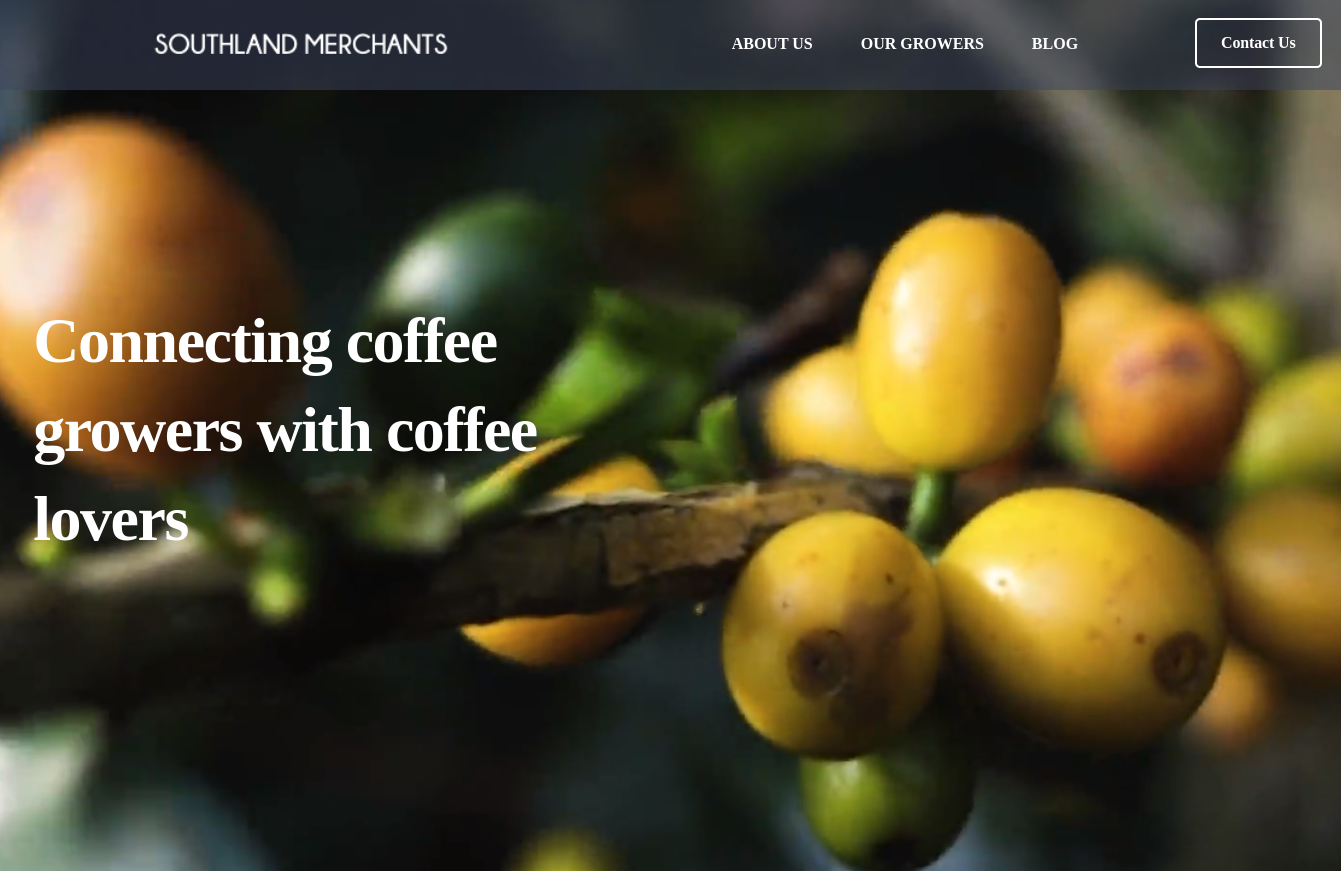 SOUTHLAND MERCHANTS
ABOUT US
OUR GROWERS
BLOG
Contact Us
Connecting coffee
growers with coffee
lovers